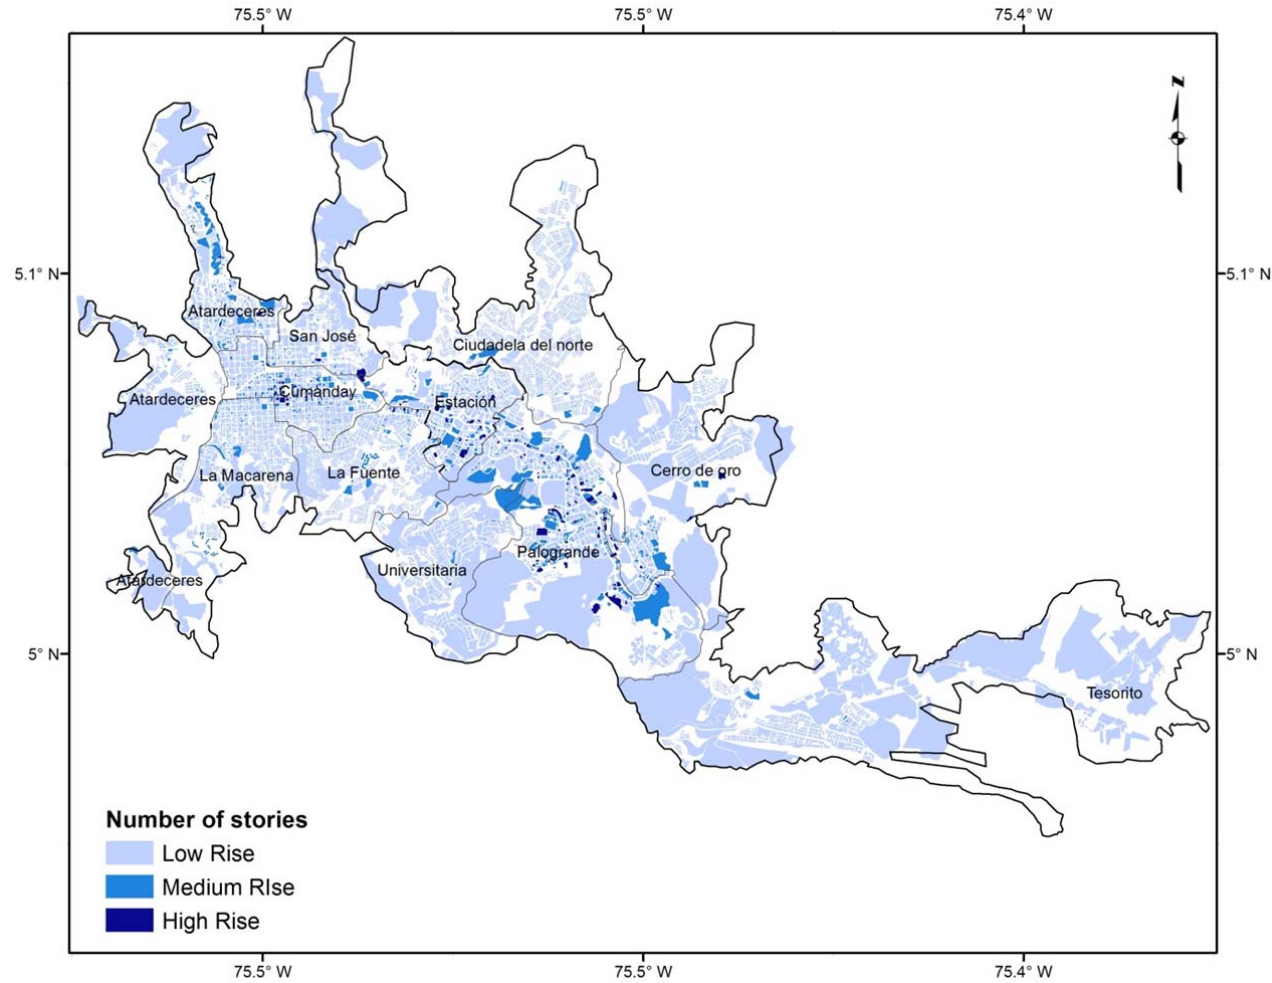 75.5° W
75.5° W
75.4° W
N
5.1° N
5.1° N
Atardeceres
San José
Ciudadela del norte
Cumanday
Atardeceres
Estación
Cerro de oro
La Fuente
La Macarena
Palogrande
Universitaria
Atardeceres
5° N
5° N
Tesorito
Number of stories
Low Rise
Medium RIse
High Rise
75.5° W
75.5° W
75.4° W